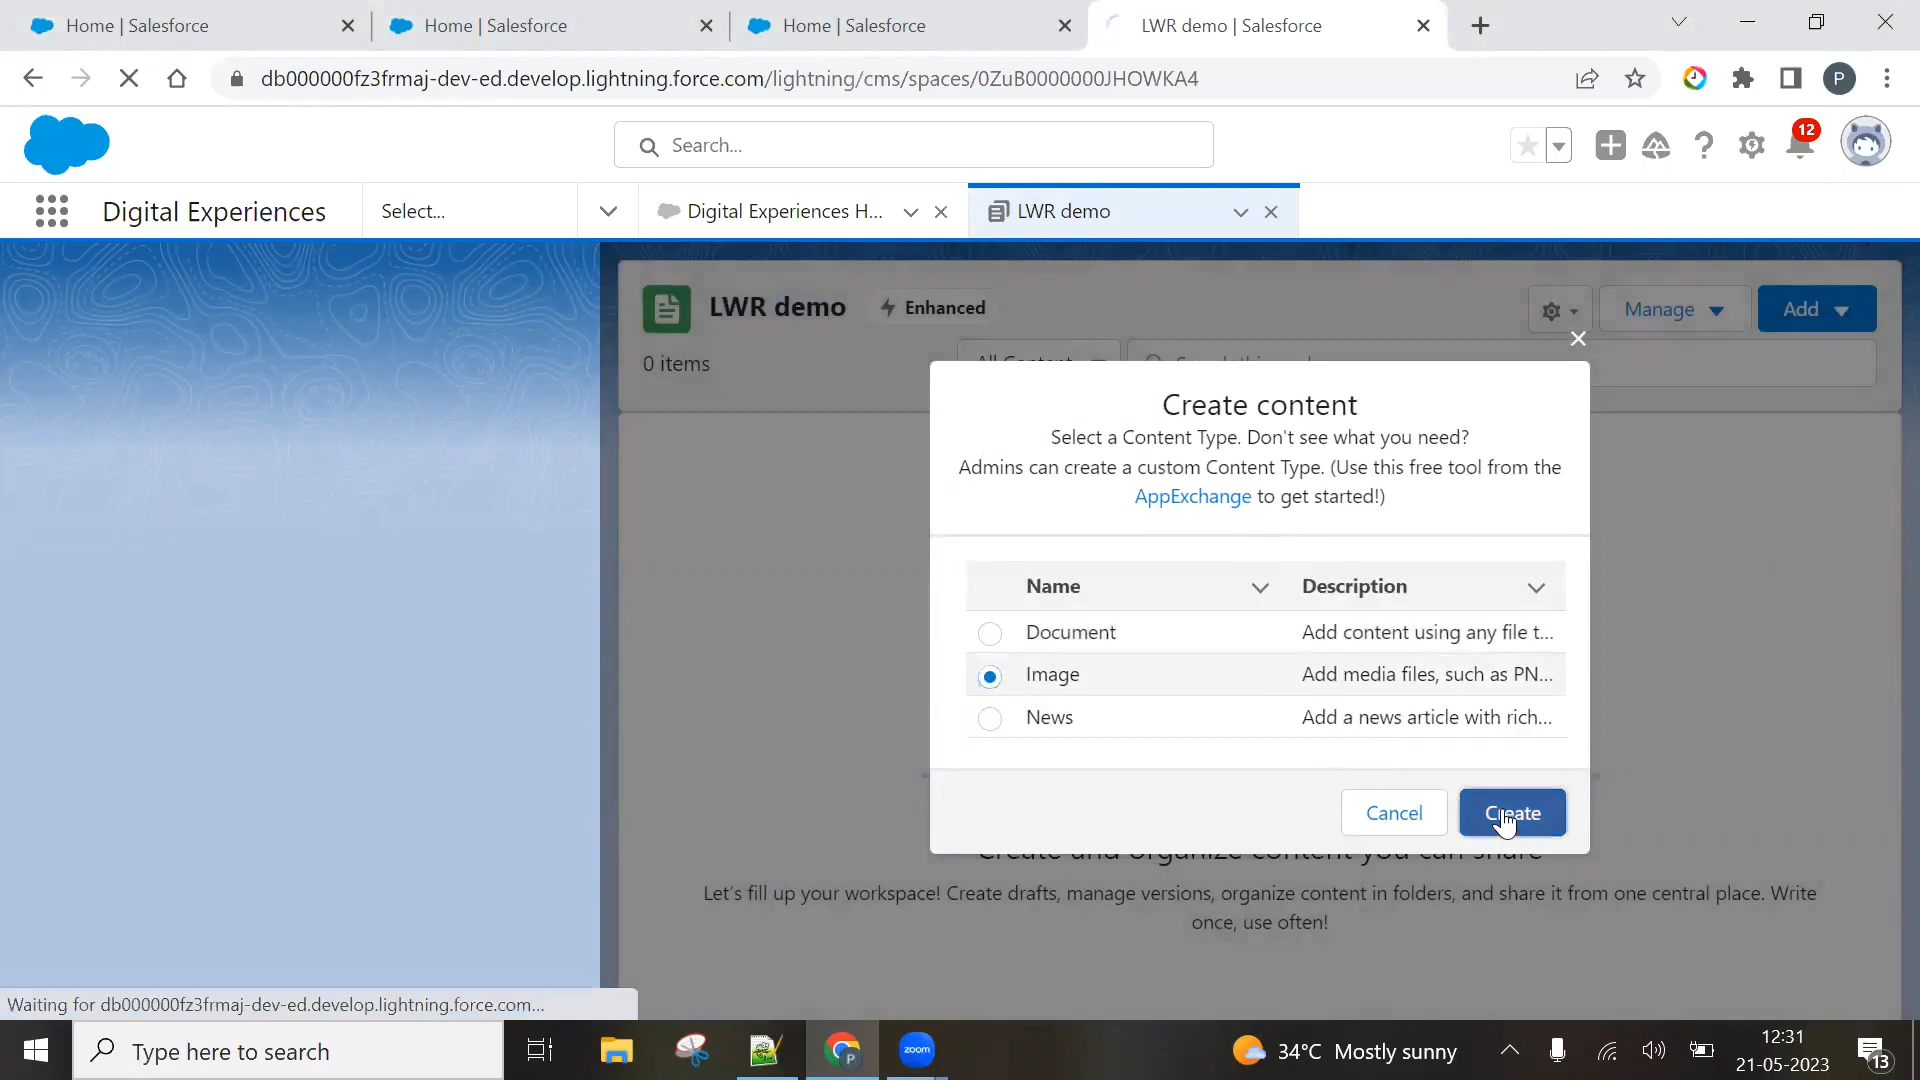 Home | Salesforce
Home | Salesforce
Home | Salesforce
LWR demo | Salesforce
db000000fz3frmaj-dev-ed.develop.lightning.force.com/lightning/cms/spaces/0ZuB0000000JHOWKA4
P
Search...
12
Digital Experiences
Select...
Digital Experiences H...
LWR demo
LWR demo
Enhanced
Manage
Add
0 items
All Content
Create content
Select a Content Type. Don't see what you need?
Admins can create a custom Content Type. (Use this free tool from the
AppExchange to get started!)
Name
Description
Document
Add content using any file t...
Image
Add media files, such as PN...
News
Add a news article with rich...
Cancel
Create
Create and organize content you can share
Let's fill up your workspace! Create drafts, manage versions, organize content in folders, and share it from one central place. Write
once, use often!
Waiting for db000000fz3frmaj-dev-ed.develop.lightning.force.com...
Type here to search
P
zoom
34°C Mostly sunny
12:31
21-05-2023
13